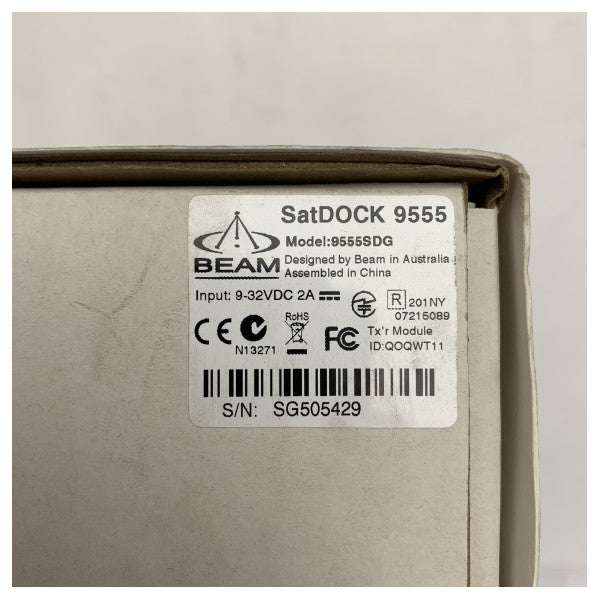 SatDOCK 9555
Model:9555SDG
BEAM
Designed by Beam in Australia
Assembled in China
Input: 9-32VDC 2A
R 201NY
07215089
CE
N13271
RoHS
FC
Tx'r Module
ID:QOQWT11
S/N: SG505429